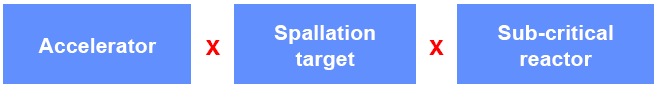 Accelerator
x
Spallation
target
x
Sub-critical
reactor